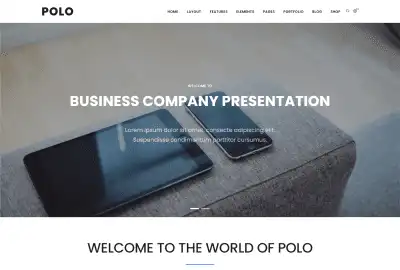 POLO
HOME LAYOUT FEATURES ELEMENTS PAGES PORTFOLIO BLOG SHOP
WELCOME TO
BUSINESS COMPANY PRESENTATION
Lorem ipsum dolor sit amet, consecte adipiscing elit.
Suspendisse condimentum porttitor cursumus.
WELCOME TO THE WORLD OF POLO